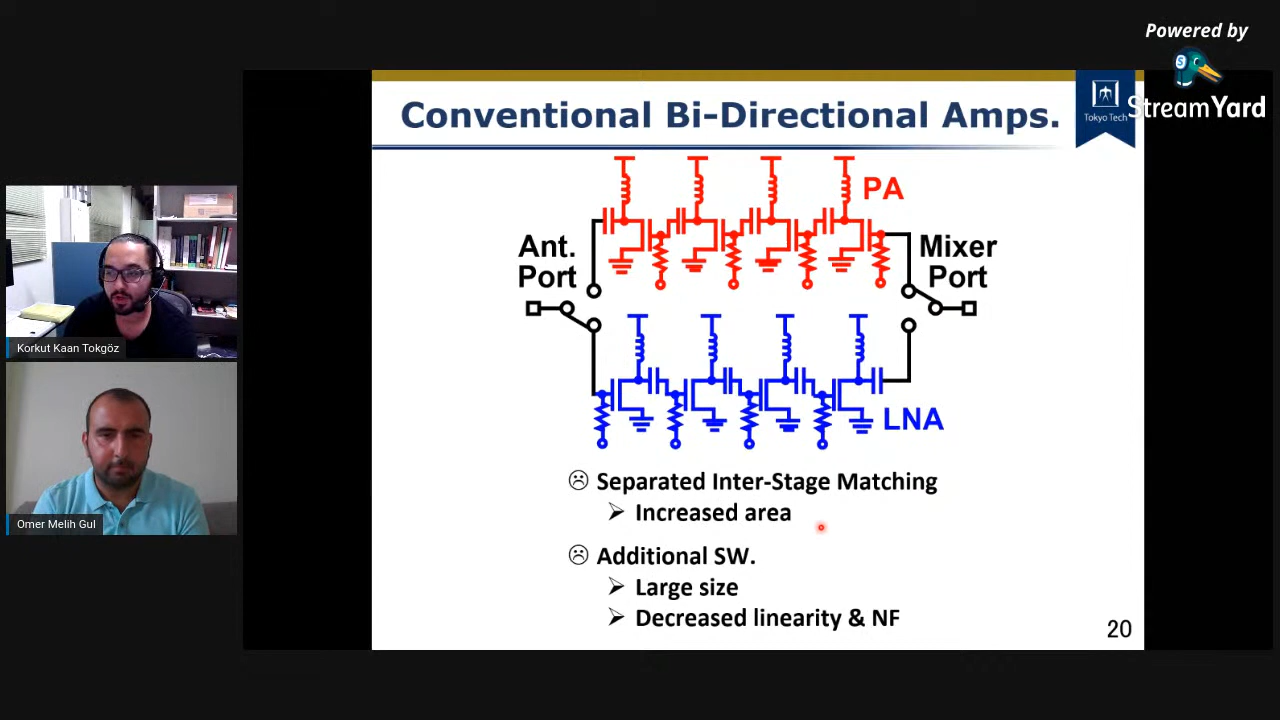 Powered by
StreamYard
Conventional Bi-Directional Amps.
Tokyo Tech
PA
Ant.
Port
Mixer
Port
LNA
Korkut Kaan Tokgöz
Omer Melih Gul
☹ Separated Inter-Stage Matching
➢ Increased area
☹ Additional SW.
➢ Large size
➢ Decreased linearity & NF
20